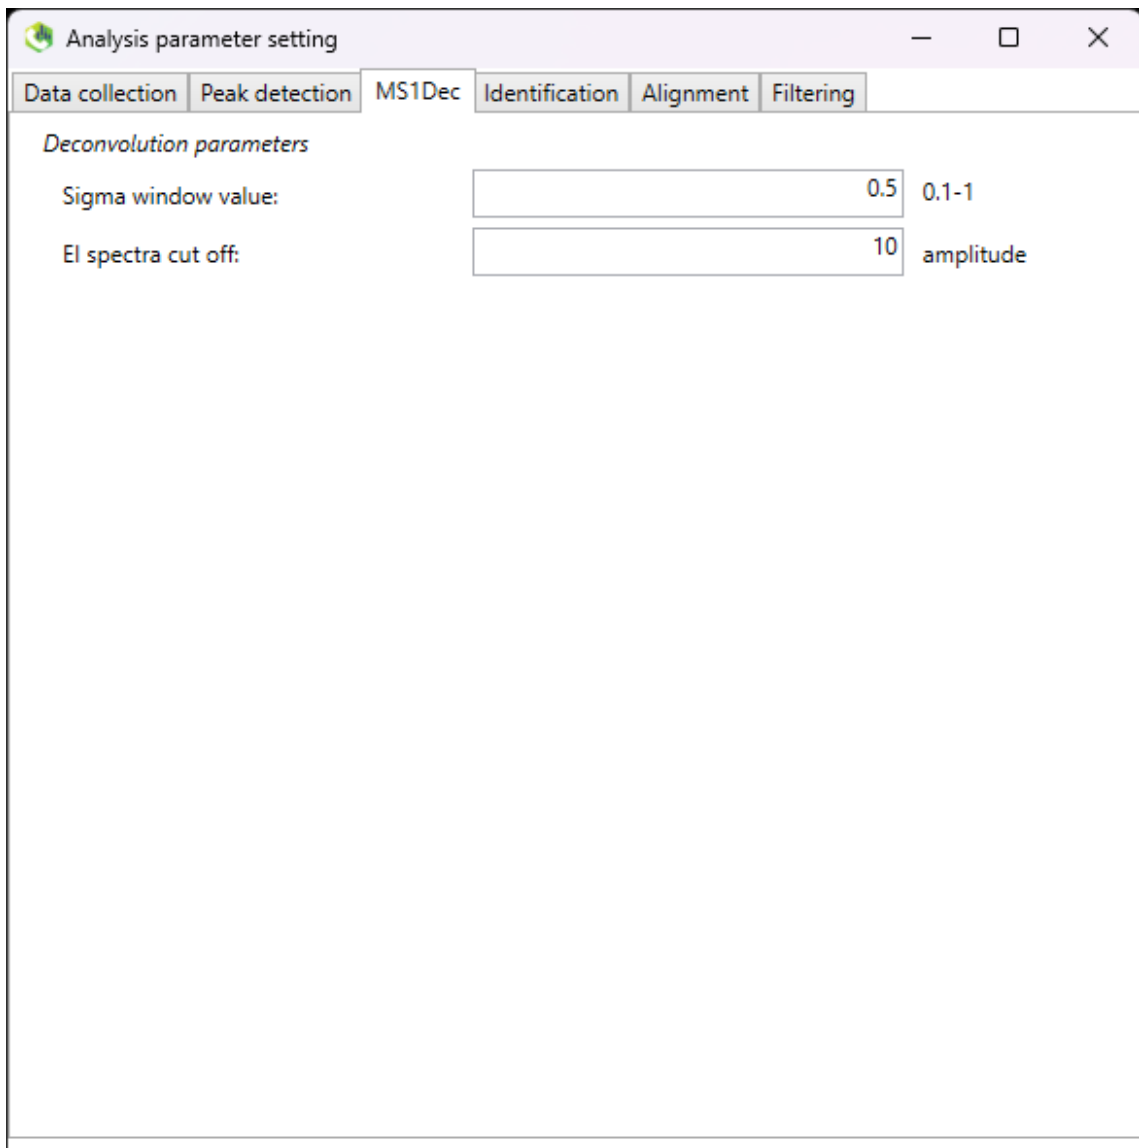 Analysis parameter setting
Data collection Peak detection MS1Dec Identification Alignment Filtering
Deconvolution parameters
Sigma window value: 0.5 0.1-1
EI spectra cut off: 10 amplitude